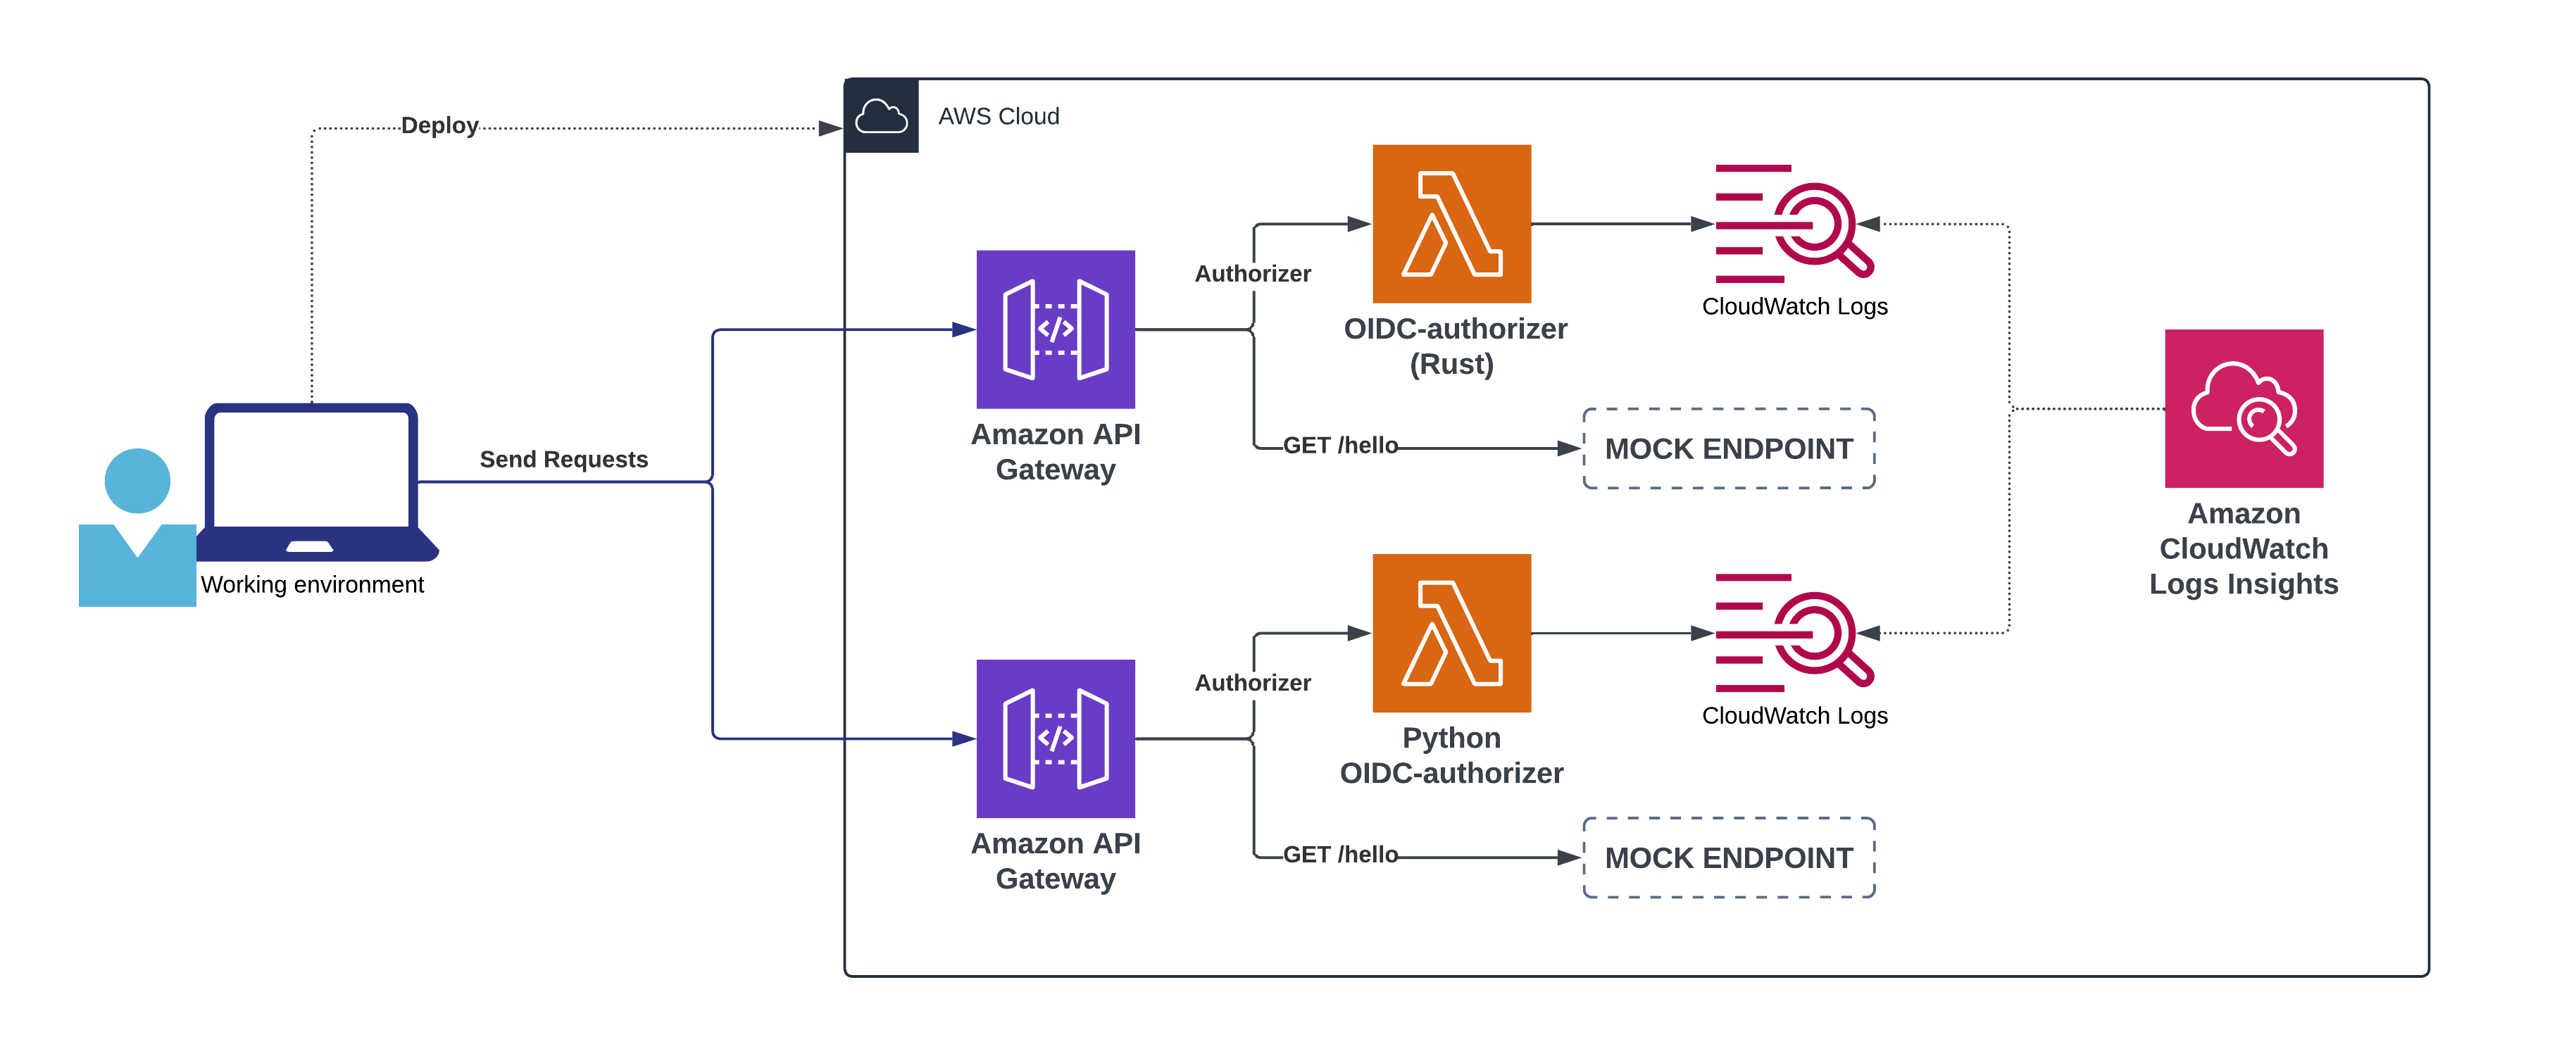 Deploy
AWS Cloud
Authorizer
CloudWatch Logs
OIDC-authorizer
(Rust)
Amazon API
Gateway
GET /hello
MOCK ENDPOINT
Send Requests
Working environment
Amazon
CloudWatch
Logs Insights
Authorizer
CloudWatch Logs
Python
OIDC-authorizer
Amazon API
Gateway
GET /hello
MOCK ENDPOINT